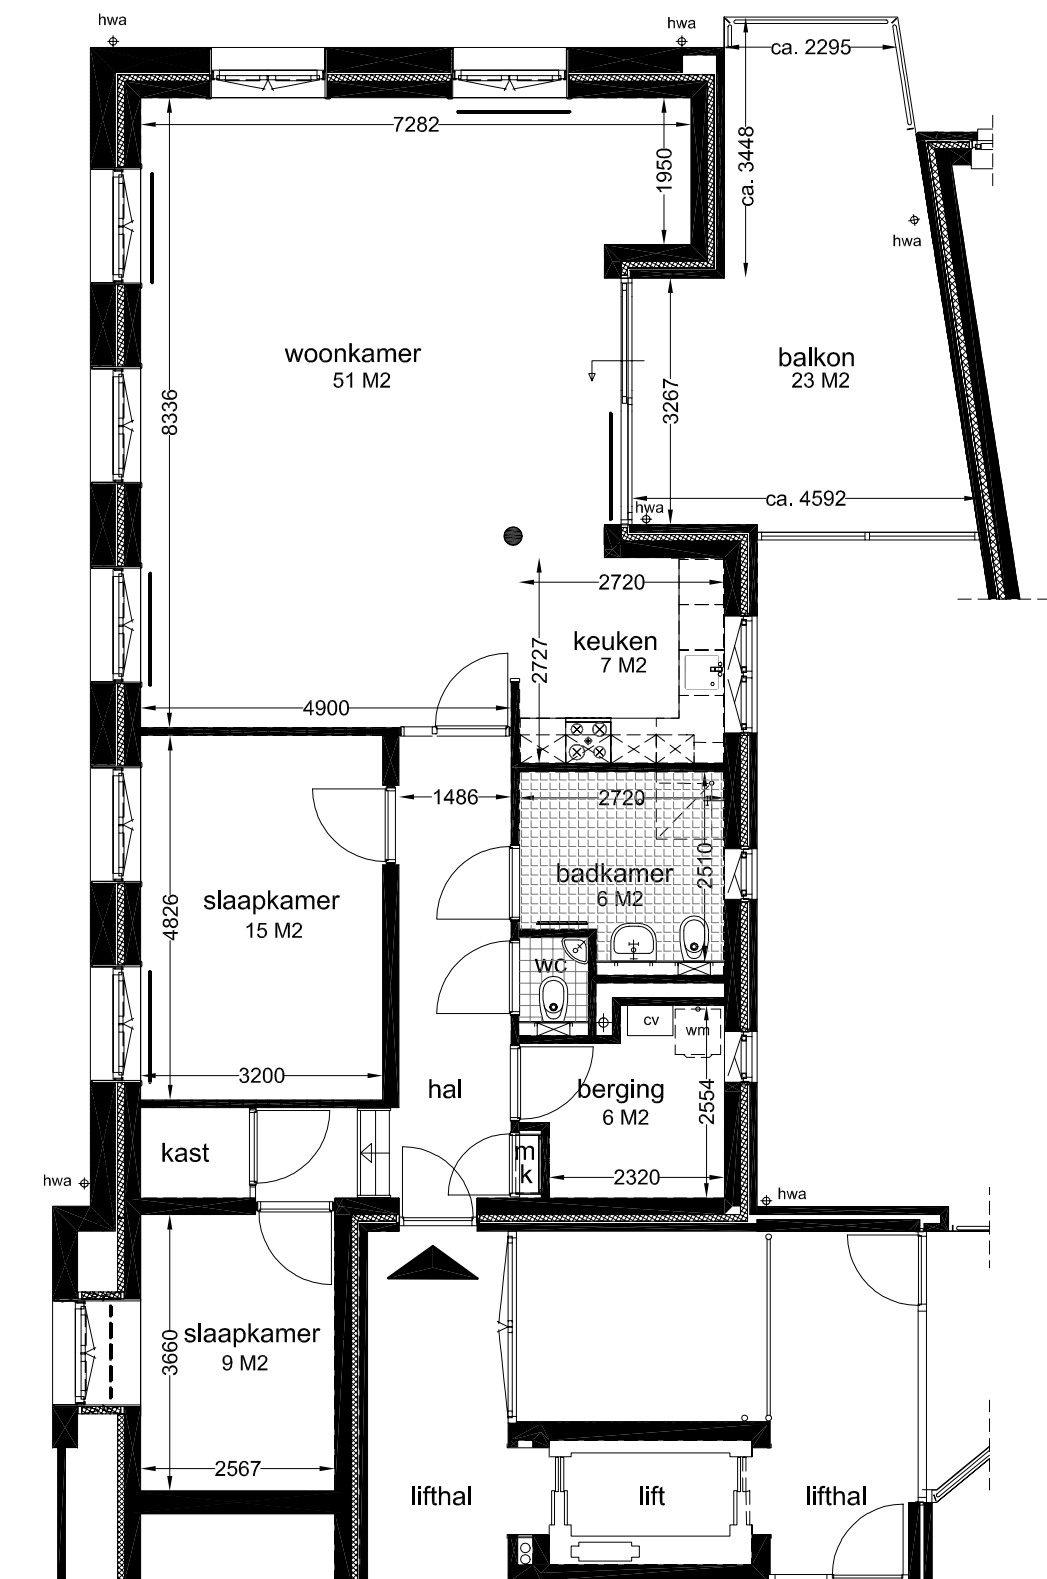 hwa
hwa
ca. 2295
7282
1950
ca. 3448
hwa
woonkamer
51 M2
balkon
23 M2
8336
3267
ca. 4592
hwa
2720
keuken
7 M2
2727
4900
1486
2720
2510
badkamer
6 M2
slaapkamer
15 M2
4826
wc
cv
wm
3200
hal
berging
6 M2
2554
kast
m
k
2320
hwa
hwa
slaapkamer
9 M2
3660
2567
lifthal
lift
lifthal